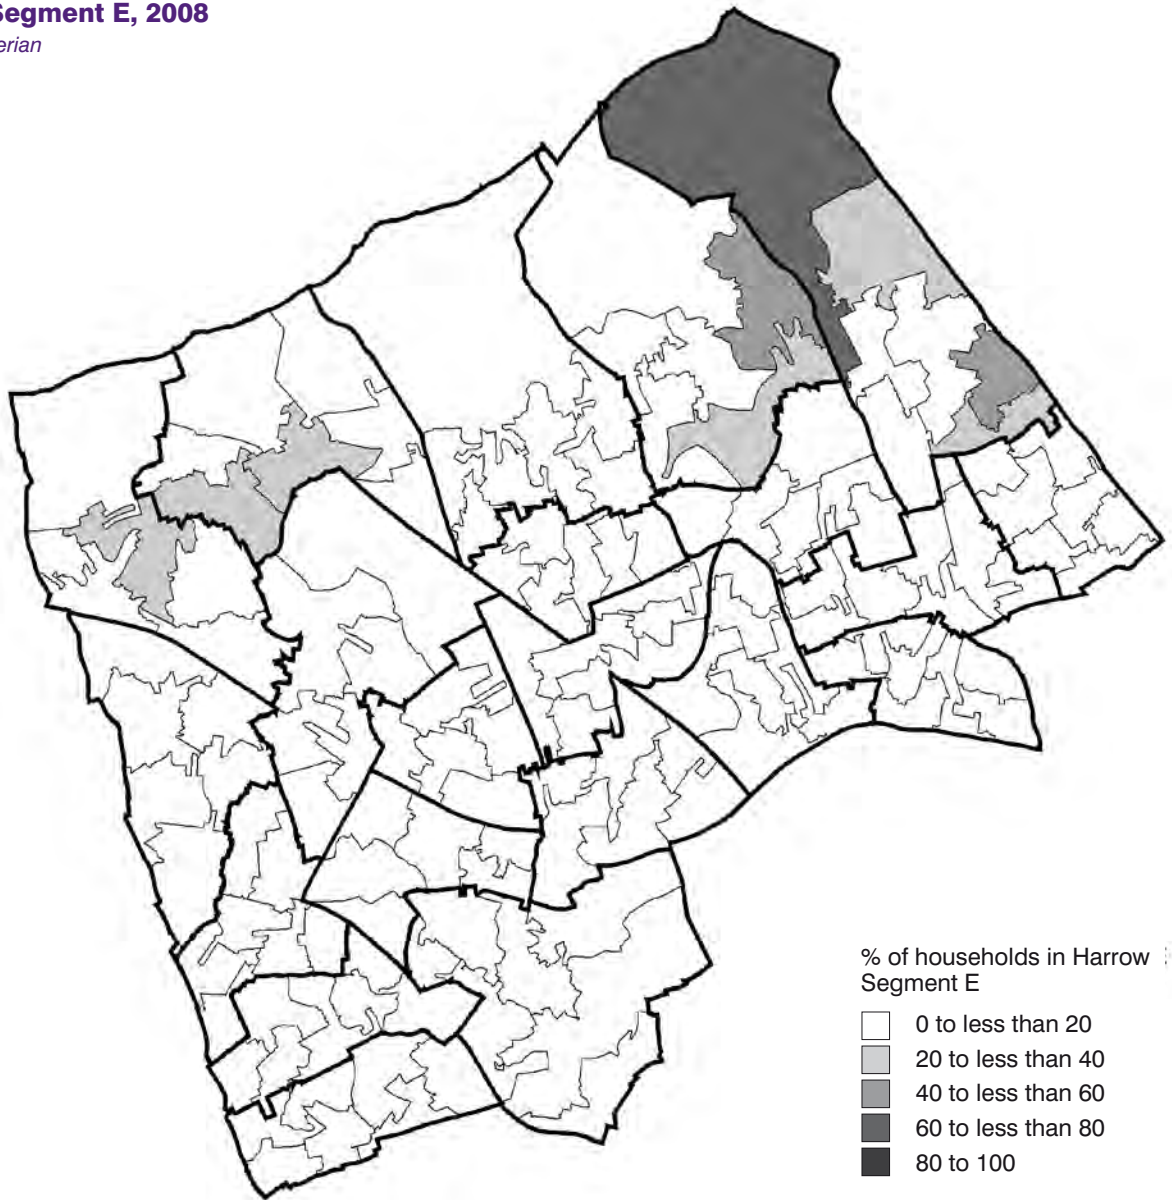 Segment E, 2008
% of households in Harrow
Segment E
0 to less than 20
20 to less than 40
40 to less than 60
60 to less than 80
80 to 100